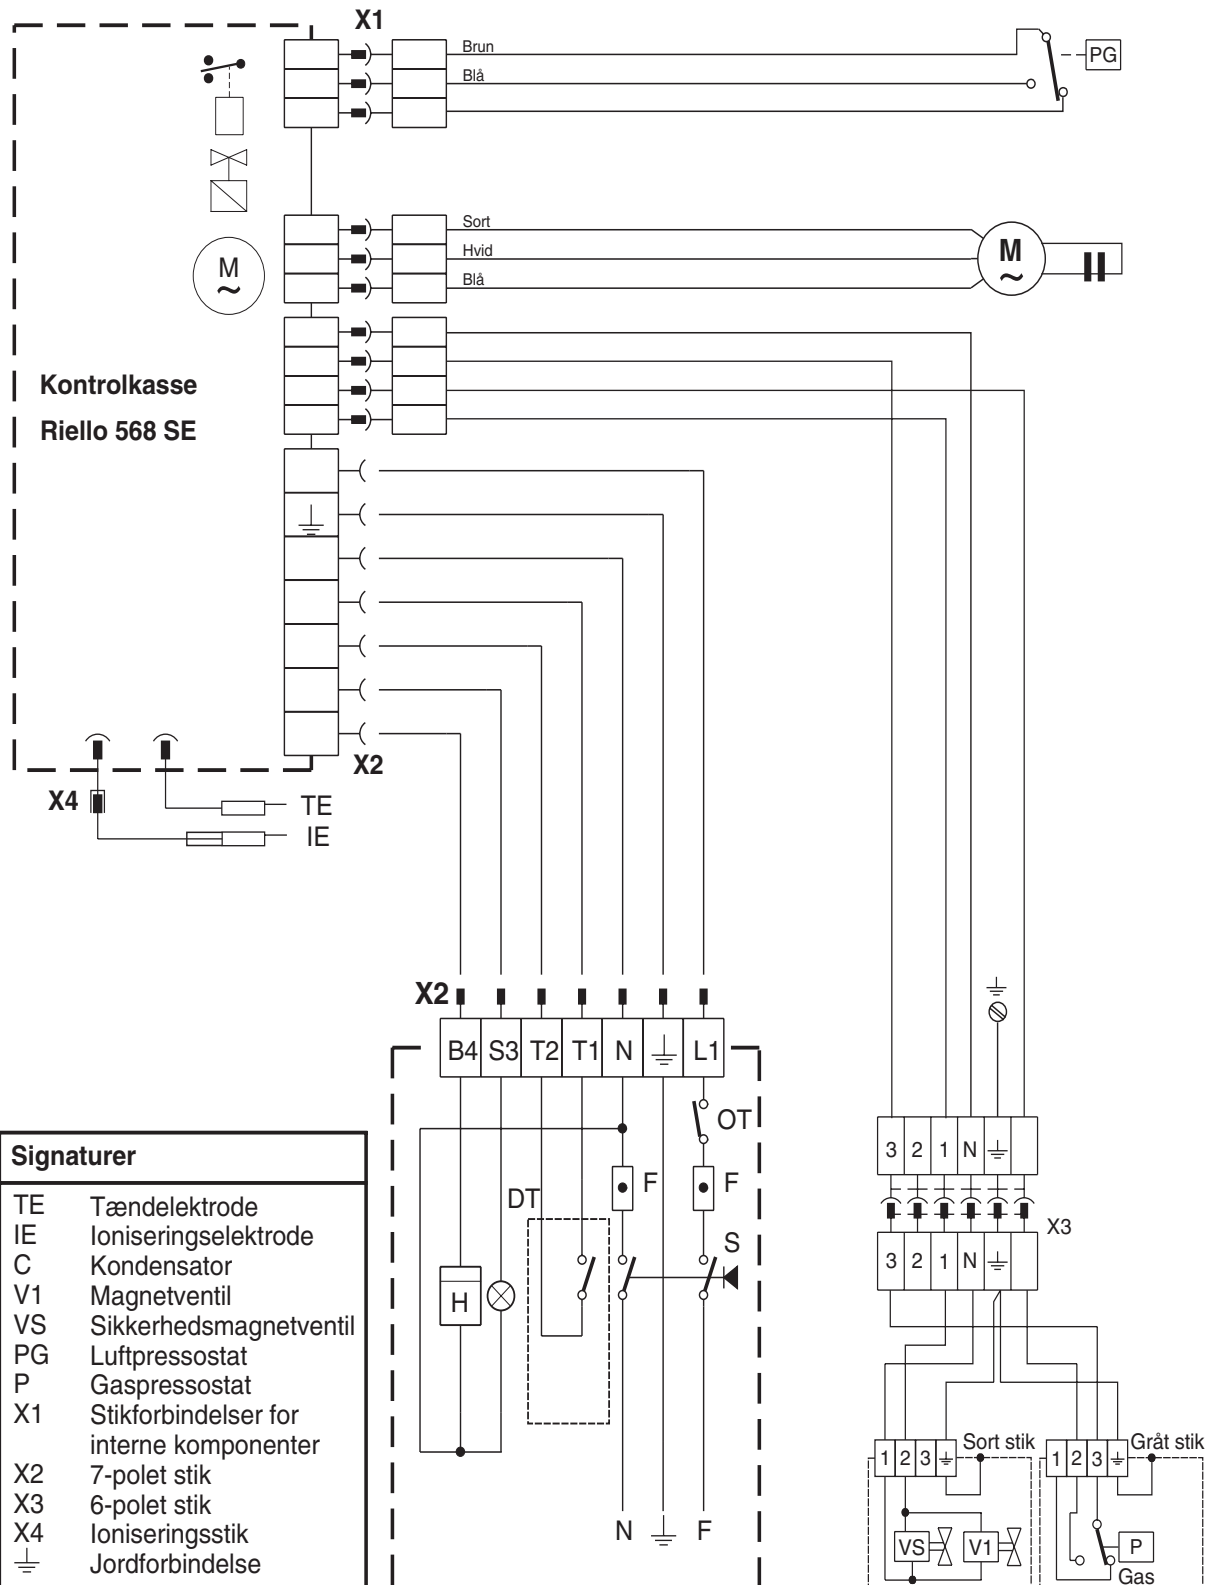 X1
Brun
Blå
PG
Sort
Hvid
Blå
M
~
M
~
Kontrolkasse
Riello 568 SE
X2
X4
TE
IE
X2
B4 S3 T2 T1 N L1
OT
F F
DT
S
H
N F
3 2 1 N
X3
3 2 1 N
Sort stik
Gråt stik
1 2 3
1 2 3
VS V1
P
Gas
Signaturer
TE Tændelektrode
IE Ioniseringselektrode
C Kondensator
V1 Magnetventil
VS Sikkerhedsmagnetventil
PG Luftpressostat
P Gaspressostat
X1 Stikforbindelser for
interne komponenter
X2 7-polet stik
X3 6-polet stik
X4 Ioniseringsstik
Jordforbindelse